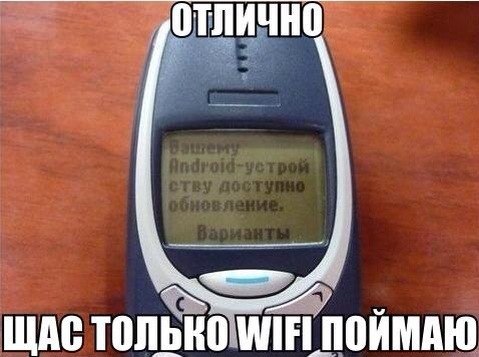 ОТЛИЧНО
Вашему
Android-устрой
ству доступно
обновление.
Варианты
C
ЩАС ТОЛЬКО WIFI ПОЙМАЮ